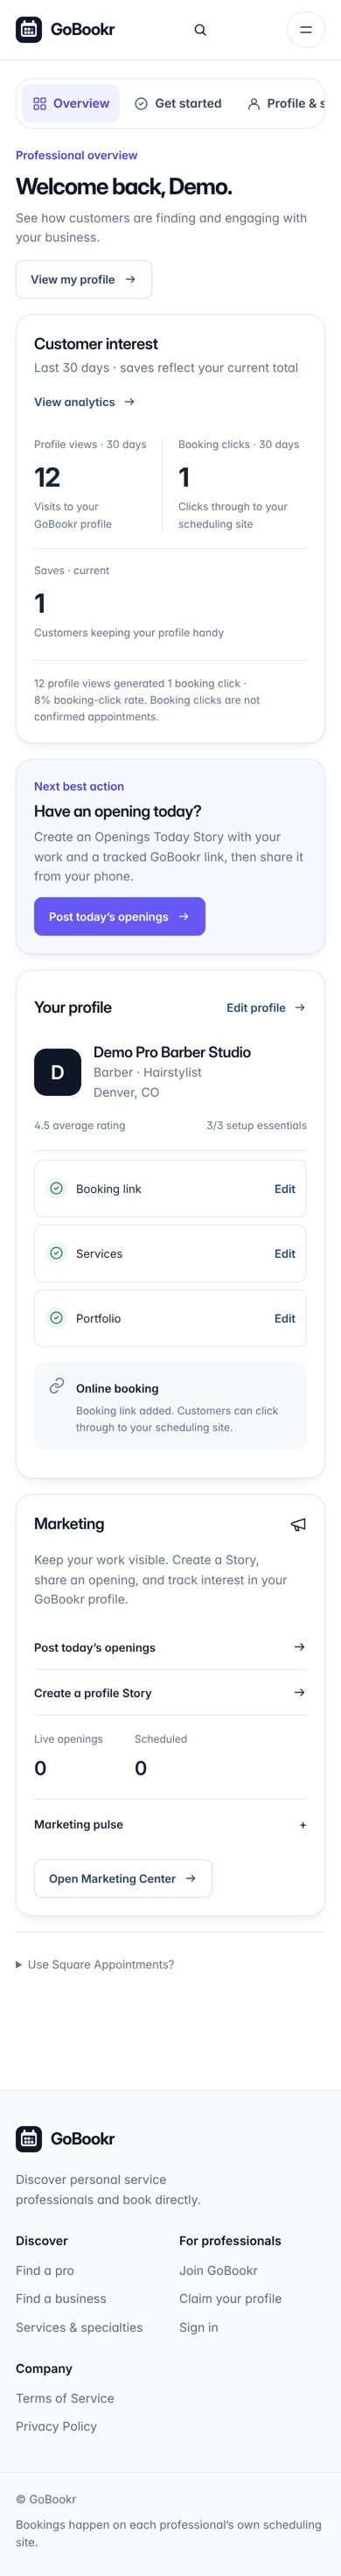 GoBookr
Overview
Get started
Profile & s
Professional overview
Welcome back, Demo.
See how customers are finding and engaging with
your business.
View my profile →
Customer interest
Last 30 days · saves reflect your current total
View analytics →
Profile views · 30 days
12
Visits to your
GoBookr profile
Booking clicks · 30 days
1
Clicks through to your
scheduling site
Saves · current
1
Customers keeping your profile handy
12 profile views generated 1 booking click ·
8% booking-click rate. Booking clicks are not
confirmed appointments.
Next best action
Have an opening today?
Create an Openings Today Story with your
work and a tracked GoBookr link, then share it
from your phone.
Post today’s openings →
Your profile
Edit profile →
D
Demo Pro Barber Studio
Barber · Hairstylist
Denver, CO
4.5 average rating
3/3 setup essentials
Booking link
Edit
Services
Edit
Portfolio
Edit
Online booking
Booking link added. Customers can click
through to your scheduling site.
Marketing
Keep your work visible. Create a Story,
share an opening, and track interest in your
GoBookr profile.
Post today’s openings →
Create a profile Story →
Live openings
0
Scheduled
0
Marketing pulse +
Open Marketing Center →
▶ Use Square Appointments?
GoBookr
Discover personal service
professionals and book directly.
Discover
Find a pro
Find a business
Services & specialties
For professionals
Join GoBookr
Claim your profile
Sign in
Company
Terms of Service
Privacy Policy
© GoBookr
Bookings happen on each professional’s own scheduling
site.